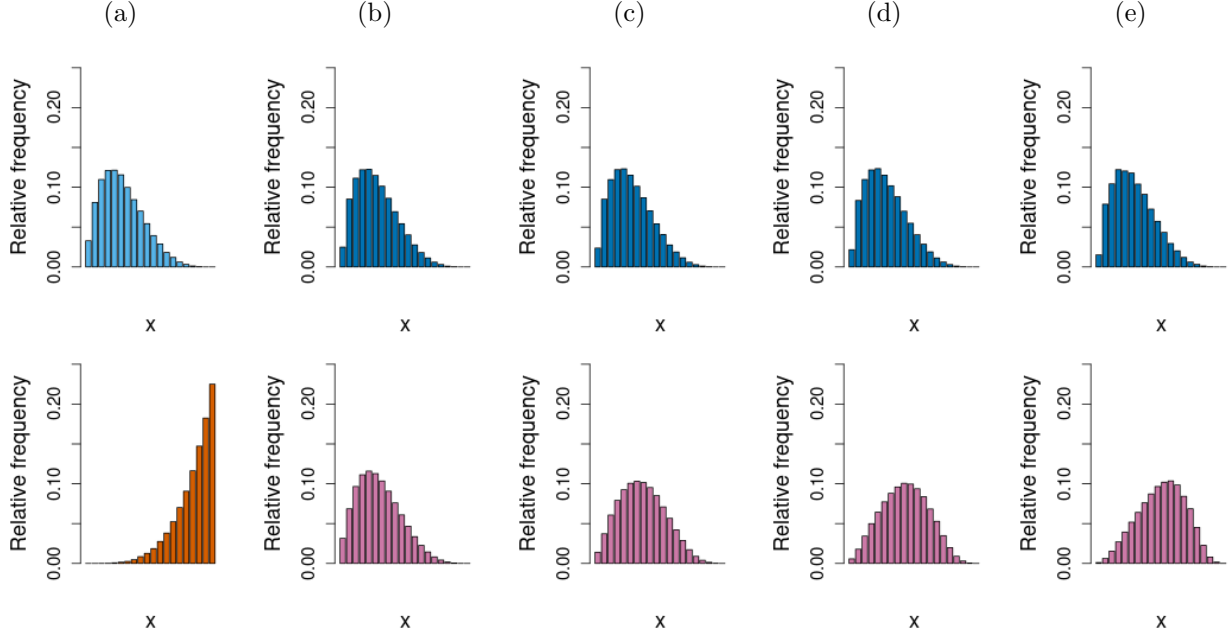 (a) (b) (c) (d) (e)
Relative frequency Relative frequency Relative frequency Relative frequency Relative frequency
0.20 0.20 0.20 0.20 0.20
0.10 0.10 0.10 0.10 0.10
0.00 0.00 0.00 0.00 0.00
x x x x x
Relative frequency Relative frequency Relative frequency Relative frequency Relative frequency
0.20 0.20 0.20 0.20 0.20
0.10 0.10 0.10 0.10 0.10
0.00 0.00 0.00 0.00 0.00
x x x x x